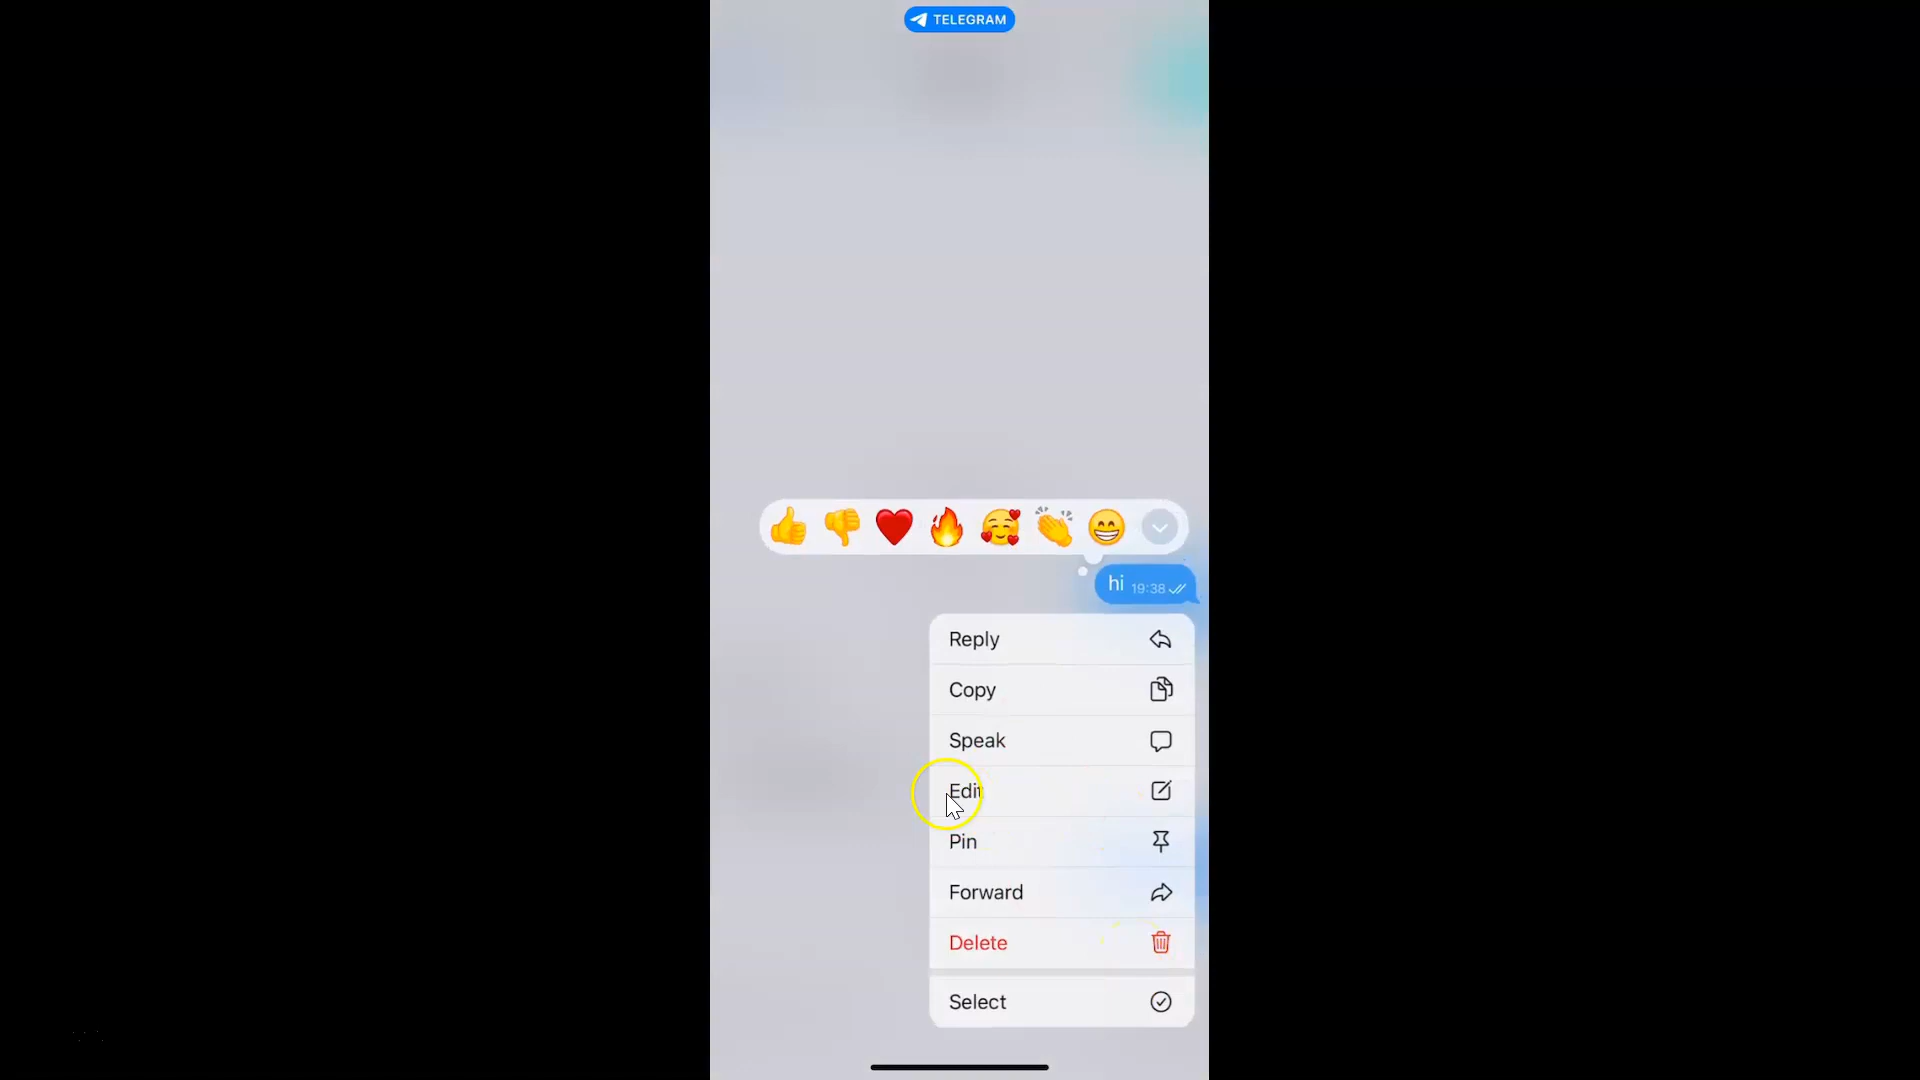 TELEGRAM
hi 19:38
Reply
Copy
Speak
Edit
Pin
Forward
Delete
Select